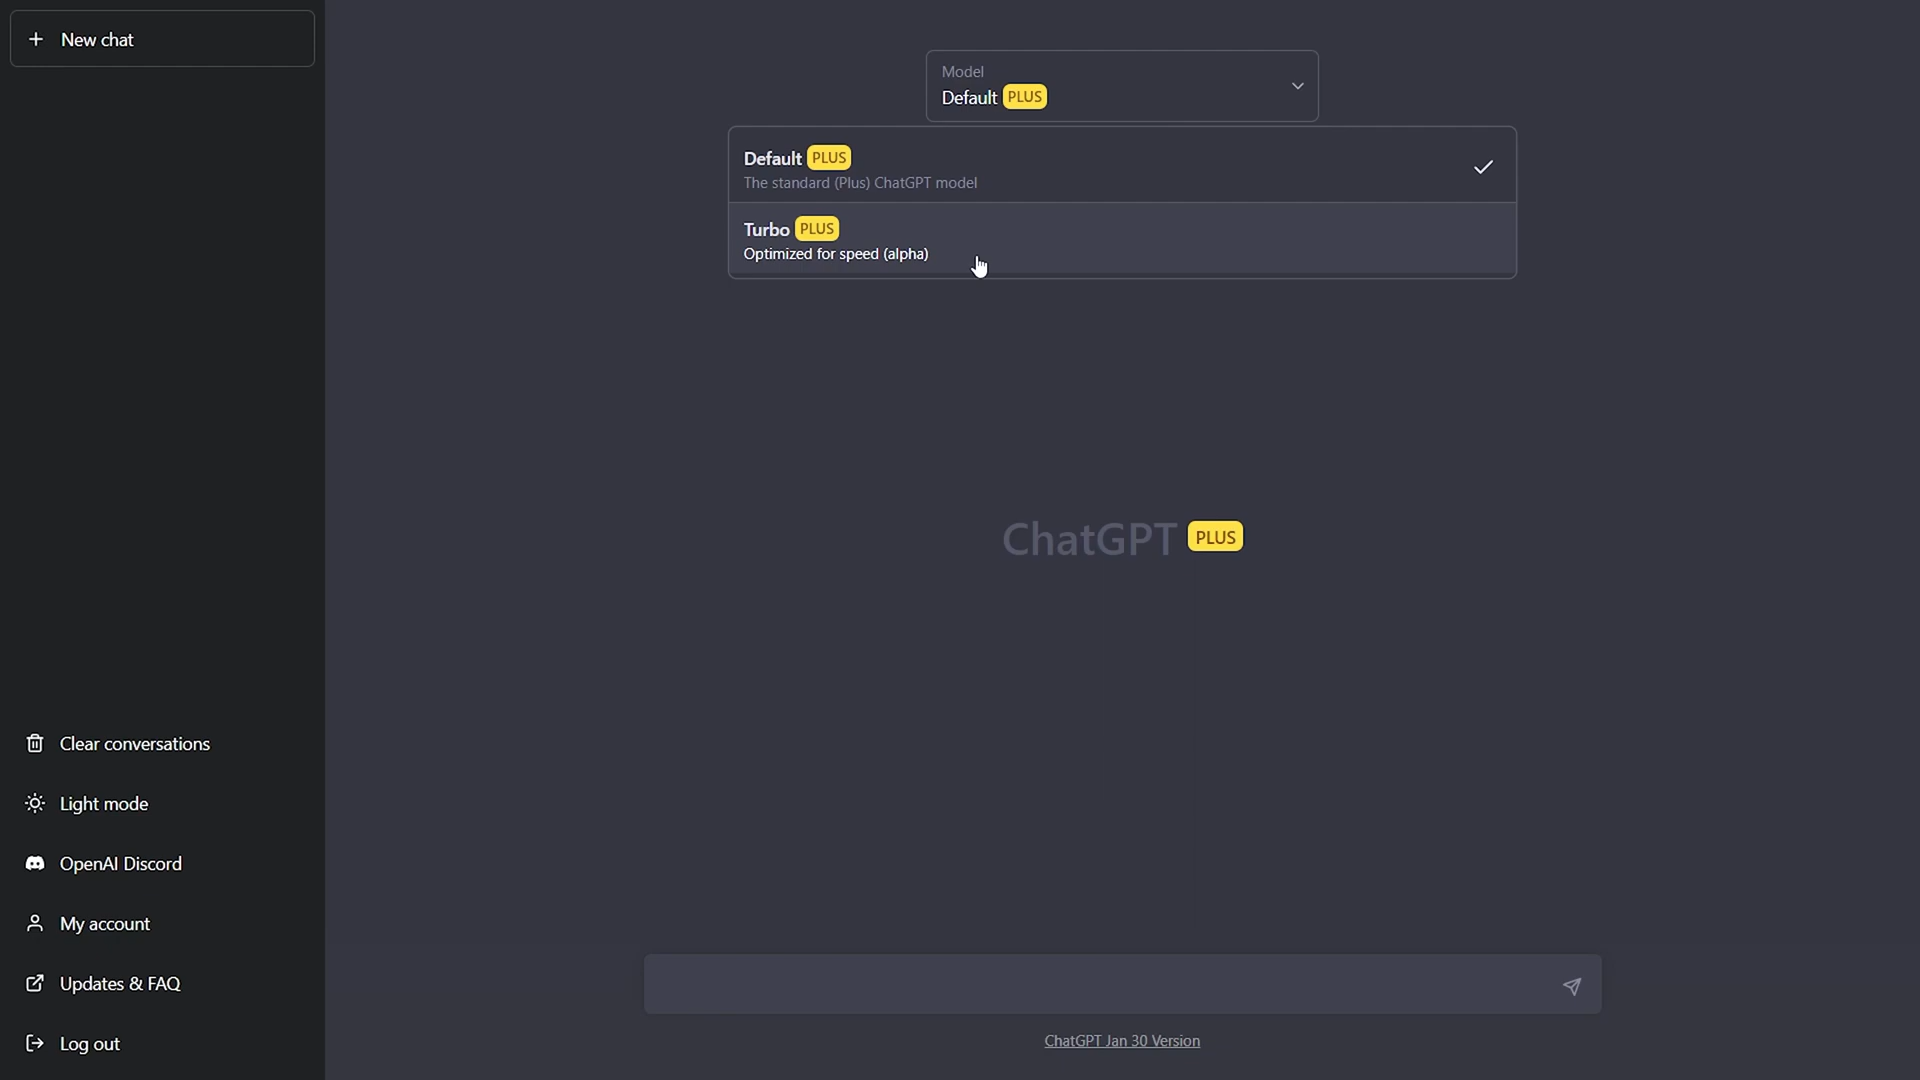 New chat
Model
Default PLUS
Default PLUS
The standard (Plus) ChatGPT model
Turbo PLUS
Optimized for speed (alpha)
ChatGPT PLUS
Clear conversations
Light mode
OpenAI Discord
My account
Updates & FAQ
Log out
ChatGPT Jan 30 Version